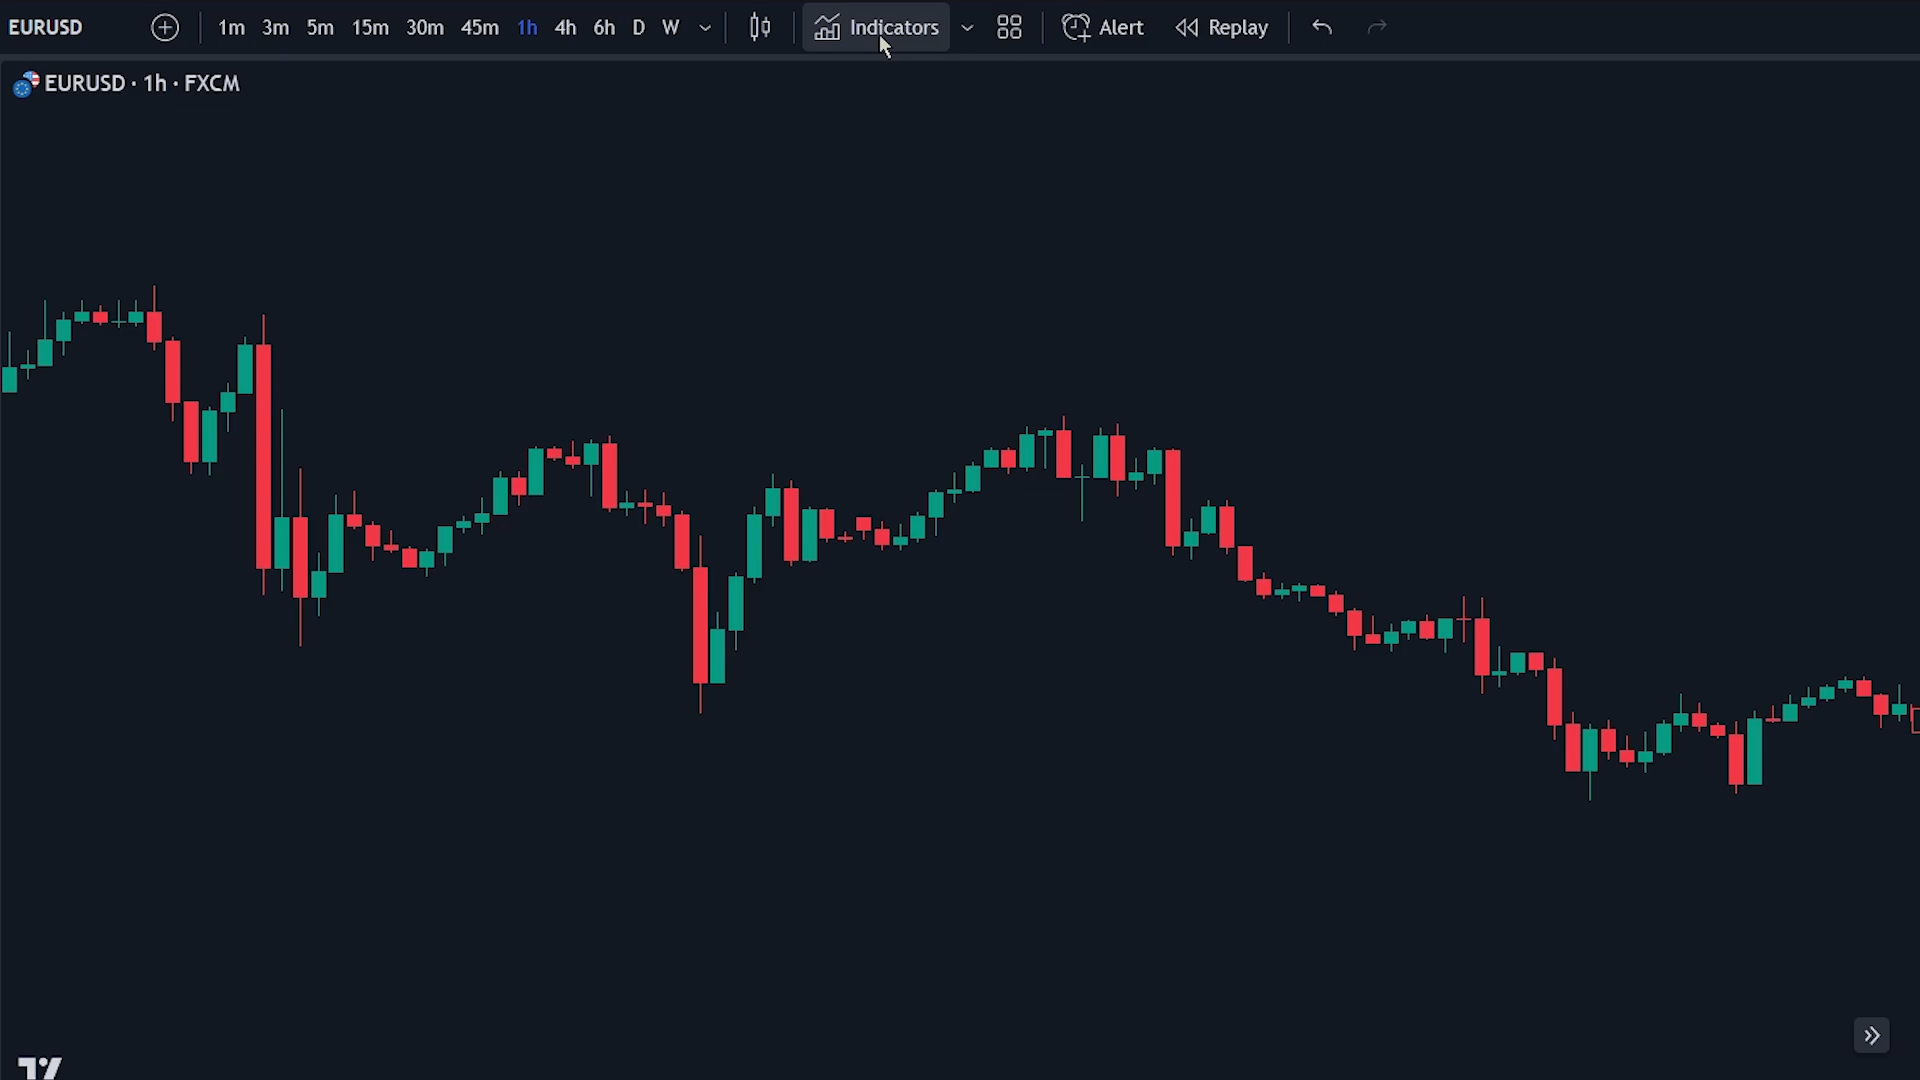 EURUSD 1m 3m 5m 15m 30m 45m 1h 4h 6h D W Indicators Alert Replay
EURUSD · 1h · FXCM